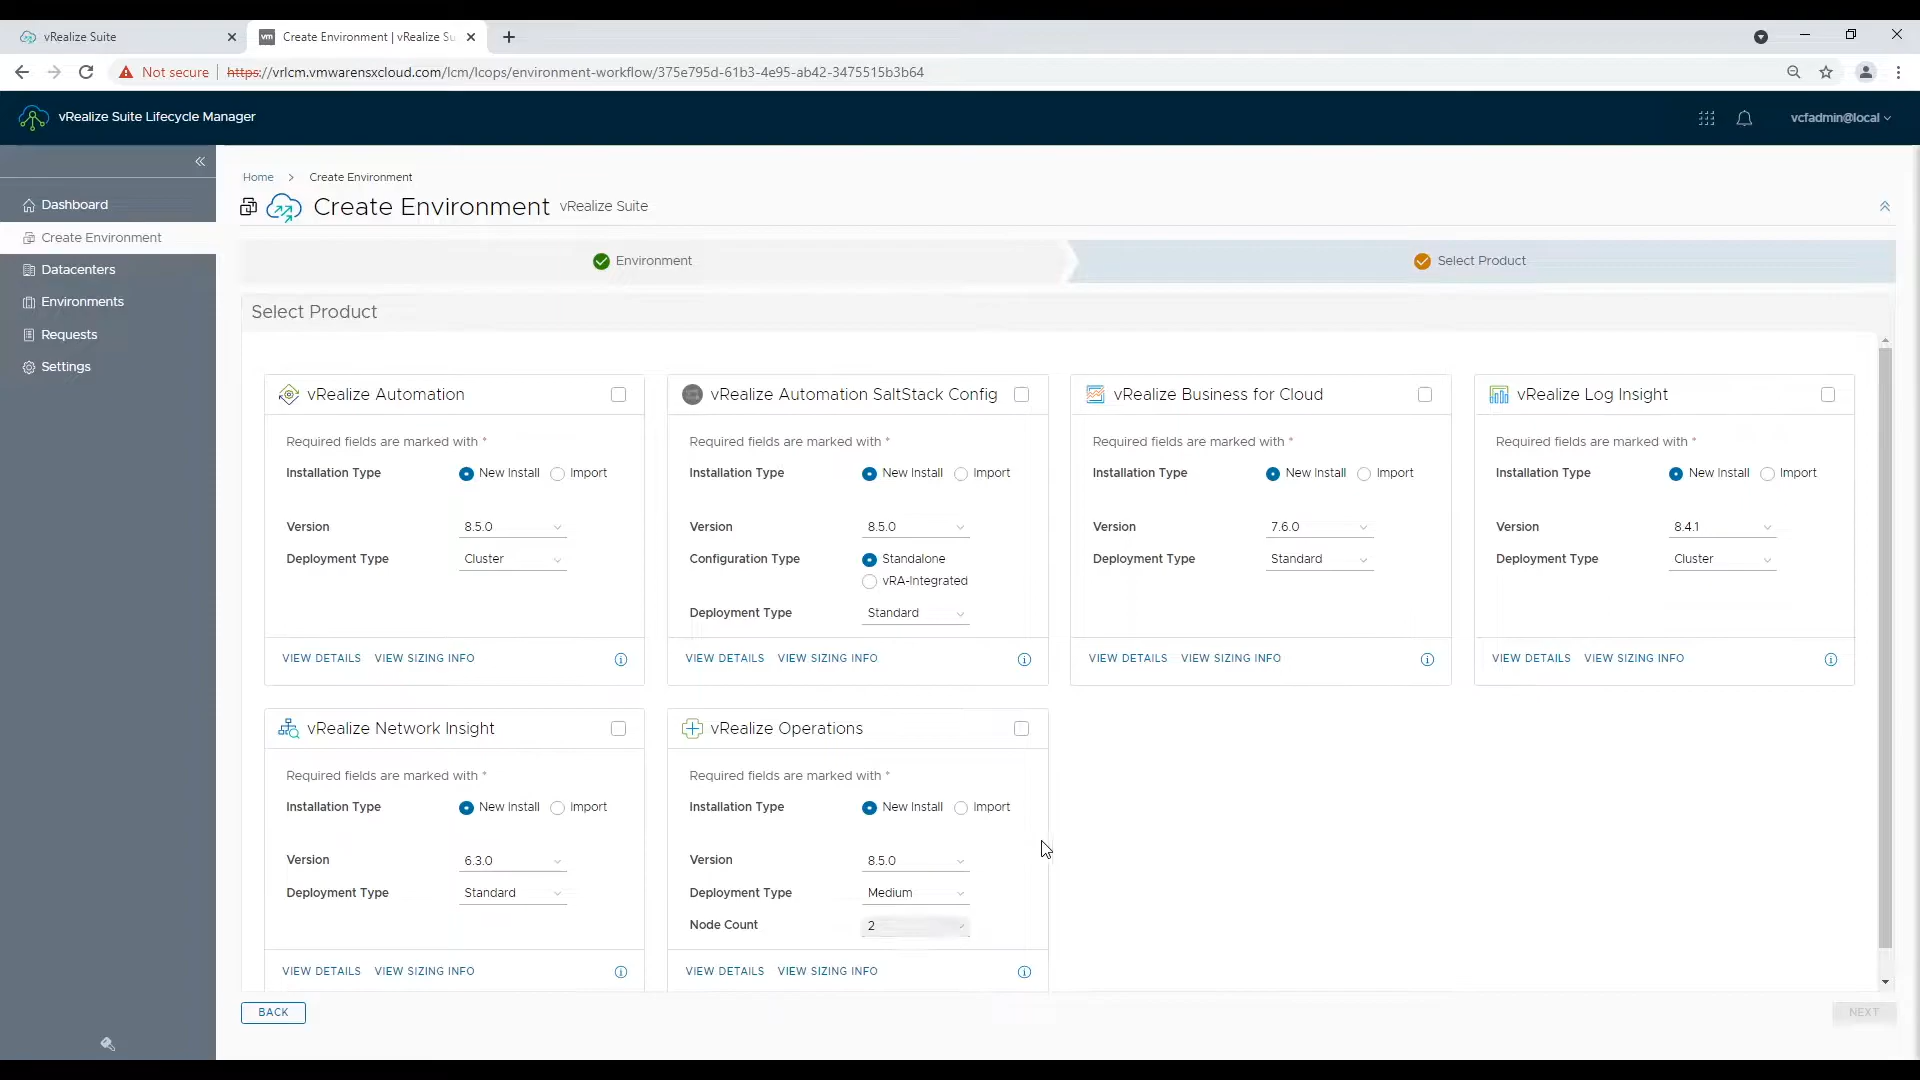 vRealize Suite
Create Environment | vRealize Su
Not secure
https://vrlcm.vmwarensxcloud.com/lcm/lcops/environment-workflow/375e795d-61b3-4e95-ab42-3475515b3b64
vRealize Suite Lifecycle Manager
vcfadmin@local
Dashboard
Create Environment
Datacenters
Environments
Requests
Settings
Home > Create Environment
Create Environment vRealize Suite
Environment
Select Product
Select Product
vRealize Automation
Required fields are marked with *
Installation Type New Install Import
Version 8.5.0
Deployment Type Cluster
VIEW DETAILS VIEW SIZING INFO
vRealize Automation SaltStack Config
Required fields are marked with *
Installation Type New Install Import
Version 8.5.0
Configuration Type Standalone
vRA-Integrated
Deployment Type Standard
VIEW DETAILS VIEW SIZING INFO
vRealize Business for Cloud
Required fields are marked with *
Installation Type New Install Import
Version 7.6.0
Deployment Type Standard
VIEW DETAILS VIEW SIZING INFO
vRealize Log Insight
Required fields are marked with *
Installation Type New Install Import
Version 8.4.1
Deployment Type Cluster
VIEW DETAILS VIEW SIZING INFO
vRealize Network Insight
Required fields are marked with *
Installation Type New Install Import
Version 6.3.0
Deployment Type Standard
VIEW DETAILS VIEW SIZING INFO
vRealize Operations
Required fields are marked with *
Installation Type New Install Import
Version 8.5.0
Deployment Type Medium
Node Count 2
VIEW DETAILS VIEW SIZING INFO
BACK
NEXT